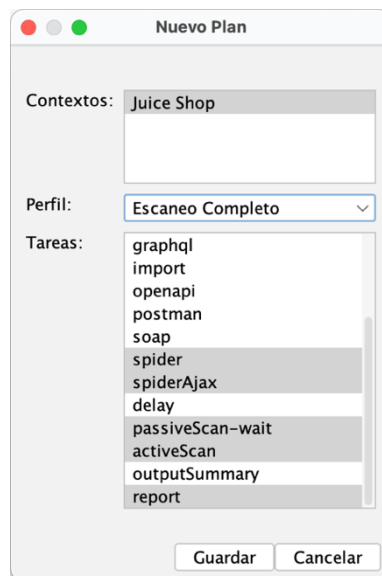 Nuevo Plan
Contextos:
Juice Shop
Perfil:
Escaneo Completo
Tareas:
graphql
import
openapi
postman
soap
spider
spiderAjax
delay
passiveScan-wait
activeScan
outputSummary
report
Guardar
Cancelar